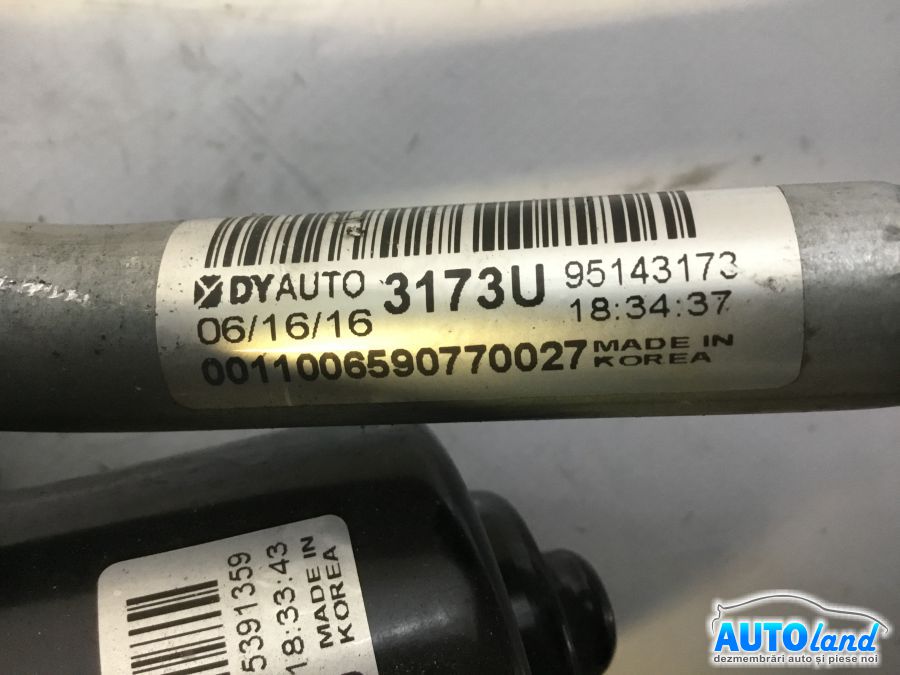 DYAUTO 3173U 95143173
06/16/16 18:34:37
0011006590770027 MADE IN KOREA
5391359
18:33:43
MADE IN
KOREA
AUTOland
dezmembrări auto și piese noi